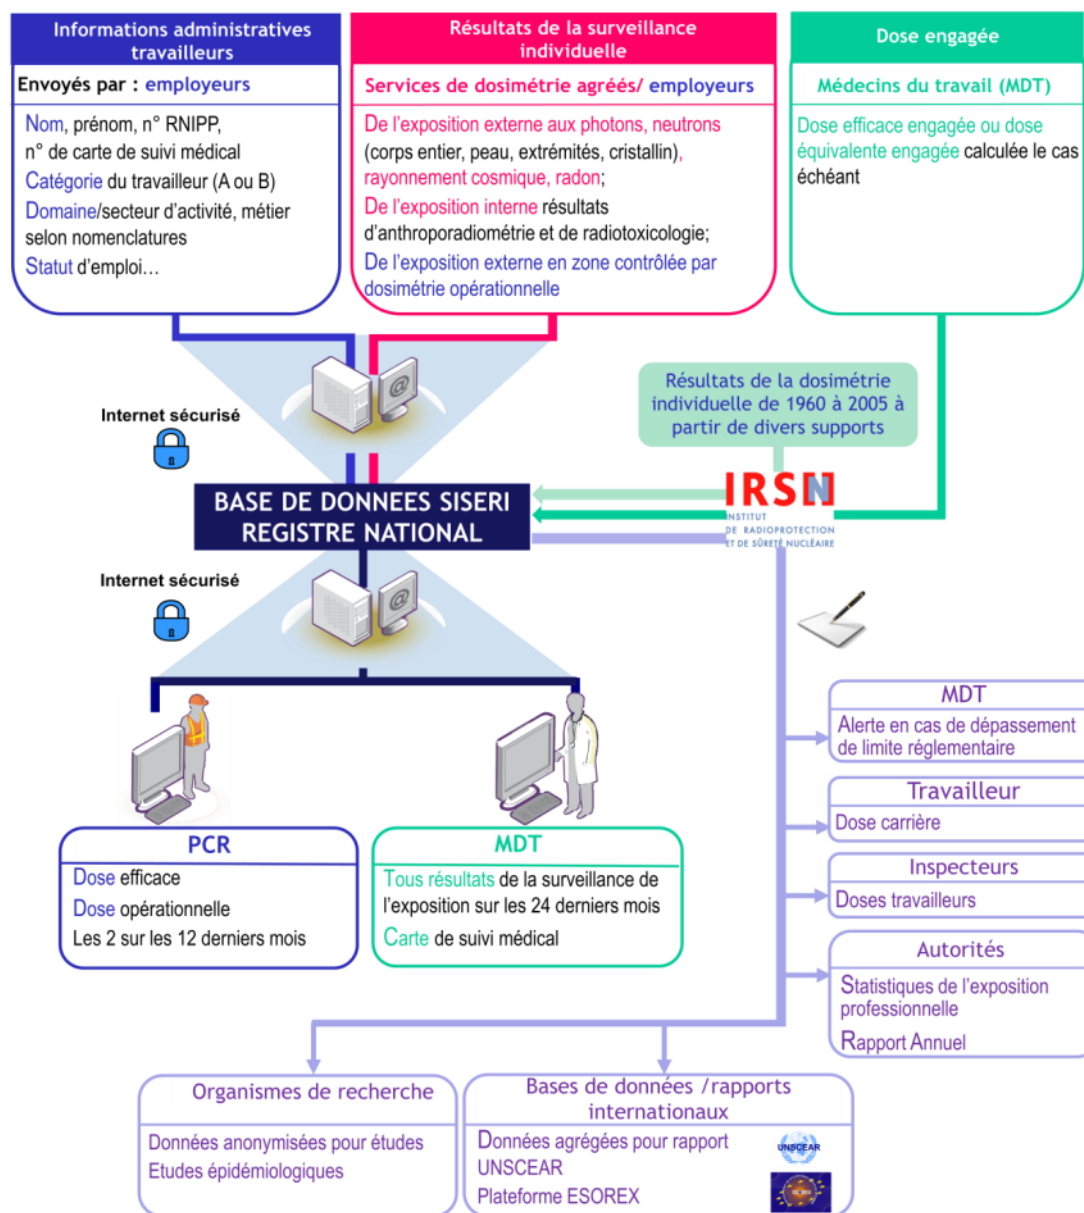 Informations administratives
travailleurs
Envoyés par : employeurs
Nom, prénom, n° RNIPP,
n° de carte de suivi médical
Catégorie du travailleur (A ou B)
Domaine/secteur d'activité, métier
selon nomenclatures
Statut d'emploi…
Résultats de la surveillance
individuelle
Services de dosimétrie agréés/ employeurs
De l'exposition externe aux photons, neutrons
(corps entier, peau, extrémités, cristallin),
rayonnement cosmique, radon;
De l'exposition interne résultats
d'anthroporadiométrie et de radiotoxicologie;
De l'exposition externe en zone contrôlée par
dosimétrie opérationnelle
Dose engagée
Médecins du travail (MDT)
Dose efficace engagée ou dose
équivalente engagée calculée le cas
échéant
@
Internet sécurisé
Résultats de la dosimétrie
individuelle de 1960 à 2005 à
partir de divers supports
BASE DE DONNEES SISERI
REGISTRE NATIONAL
IRSN
INSTITUT
DE RADIOPROTECTION
ET DE SÛRETÉ NUCLÉAIRE
Internet sécurisé
@
PCR
Dose efficace
Dose opérationnelle
Les 2 sur les 12 derniers mois
MDT
Tous résultats de la surveillance de
l'exposition sur les 24 derniers mois
Carte de suivi médical
MDT
Alerte en cas de dépassement
de limite réglementaire
Travailleur
Dose carrière
Inspecteurs
Doses travailleurs
Autorités
Statistiques de l'exposition
professionnelle
Rapport Annuel
Organismes de recherche
Données anonymisées pour études
Etudes épidémiologiques
Bases de données /rapports
internationaux
Données agrégées pour rapport
UNSCEAR
Plateforme ESOREX
UNSCEAR